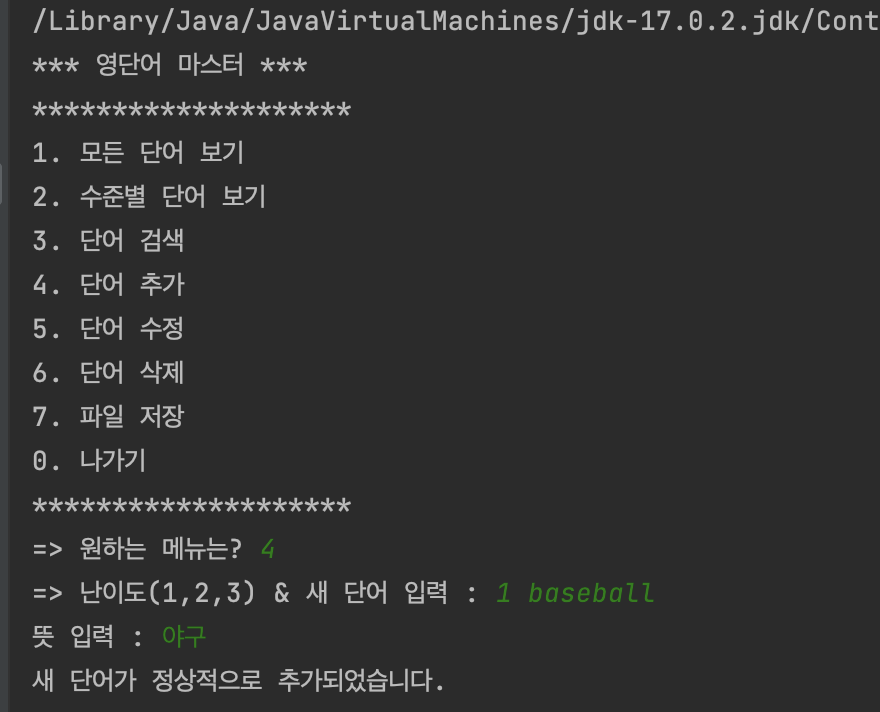 /Library/Java/JavaVirtualMachines/jdk-17.0.2.jdk/Cont
*** 영단어 마스터 ***
********************
1. 모든 단어 보기
2. 수준별 단어 보기
3. 단어 검색
4. 단어 추가
5. 단어 수정
6. 단어 삭제
7. 파일 저장
0. 나가기
********************
=> 원하는 메뉴는? 4
=> 난이도(1,2,3) & 새 단어 입력 : 1 baseball
뜻 입력 : 야구
새 단어가 정상적으로 추가되었습니다.